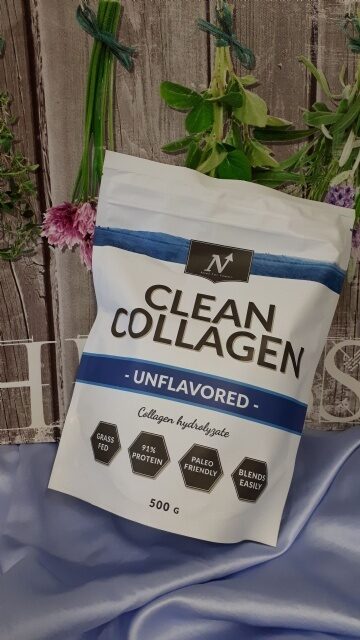 N
CLEAN
COLLAGEN
- UNFLAVORED -
Collagen hydrolyzate
GRASS
FED
91%
PROTEIN
PALEO
FRIENDLY
BLENDS
EASILY
500 G
H
S